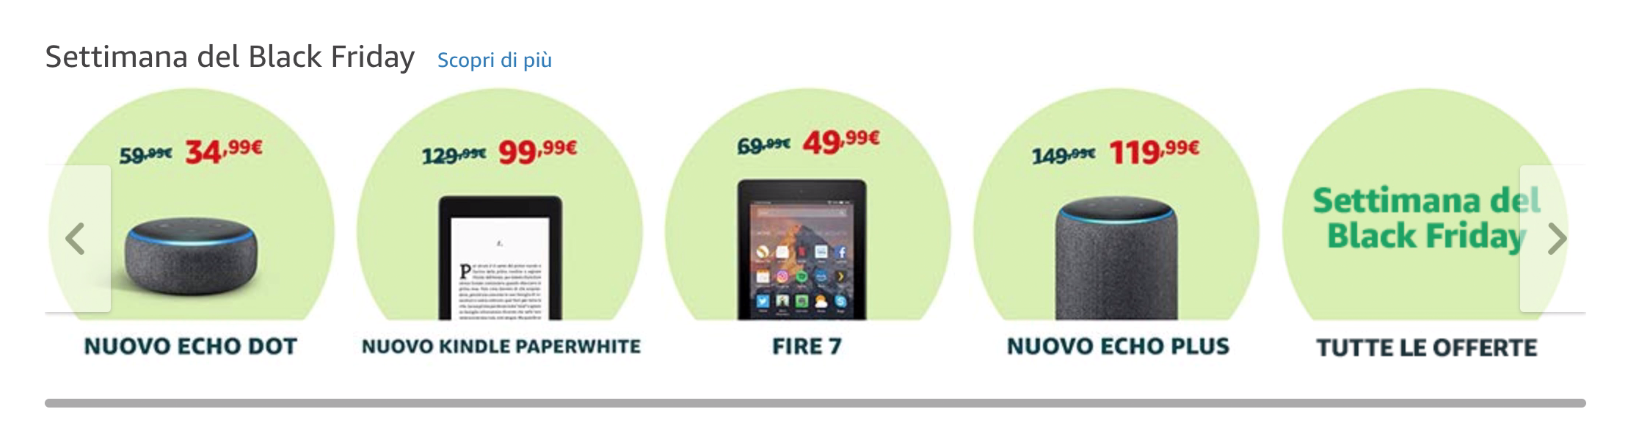 Settimana del Black Friday Scopri di più
59,99€ 34,99€
129,99€ 99,99€
69,99€ 49,99€
149,99€ 119,99€
Settimana del
Black Friday
NUOVO ECHO DOT
NUOVO KINDLE PAPERWHITE
FIRE 7
NUOVO ECHO PLUS
TUTTE LE OFFERTE